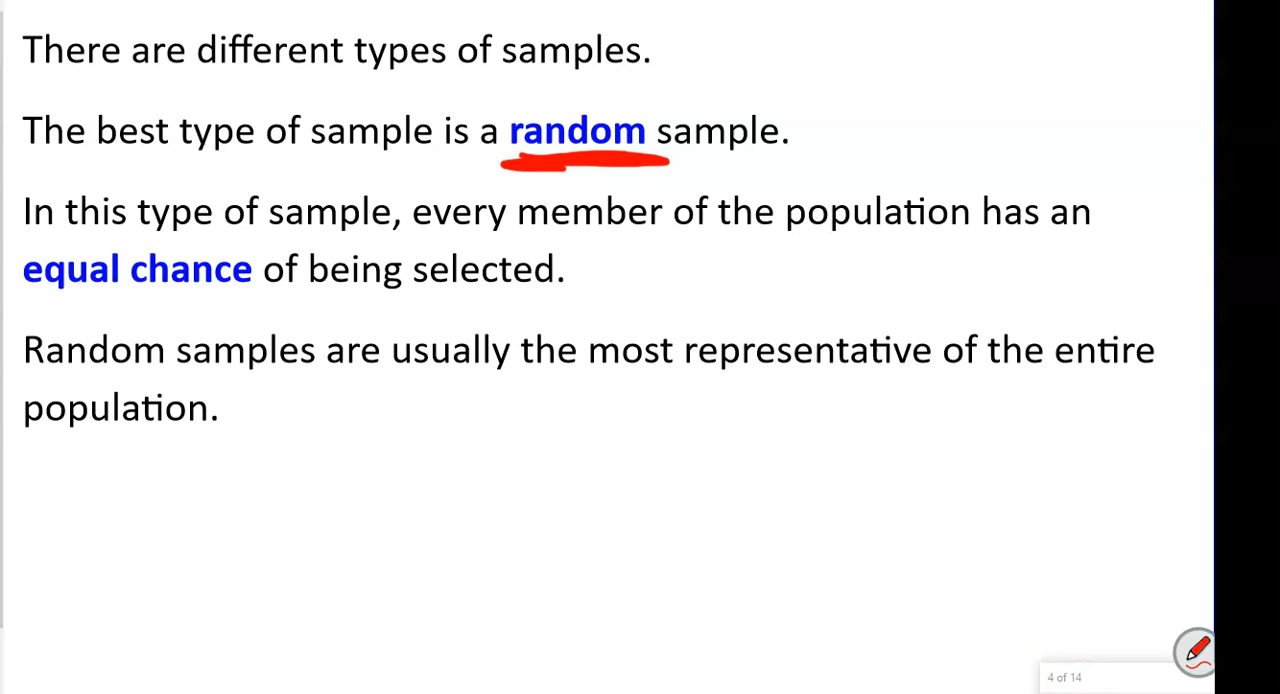 There are different types of samples.
The best type of sample is a random sample.
In this type of sample, every member of the population has an
equal chance of being selected.
Random samples are usually the most representative of the entire
population.
4 of 14